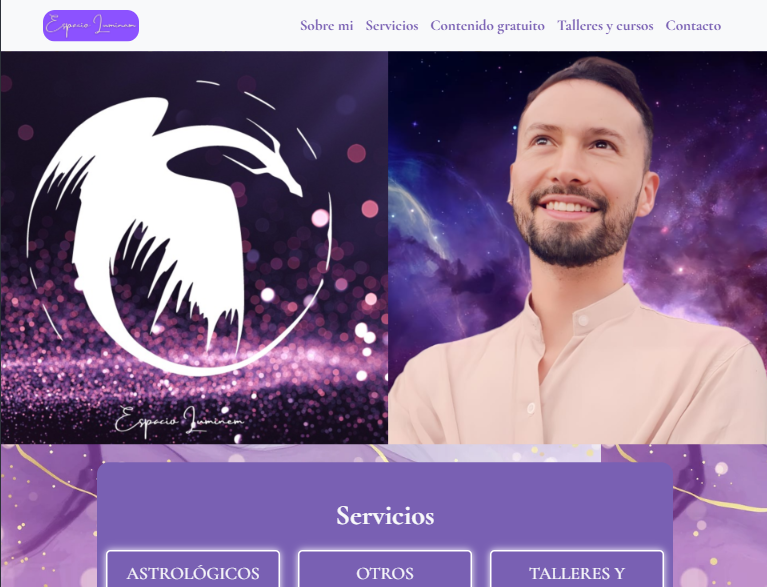 Espacio Luminem
Sobre mi Servicios Contenido gratuito Talleres y cursos Contacto
Espacio Luminem
Servicios
ASTROLÓGICOS
OTROS
TALLERES Y